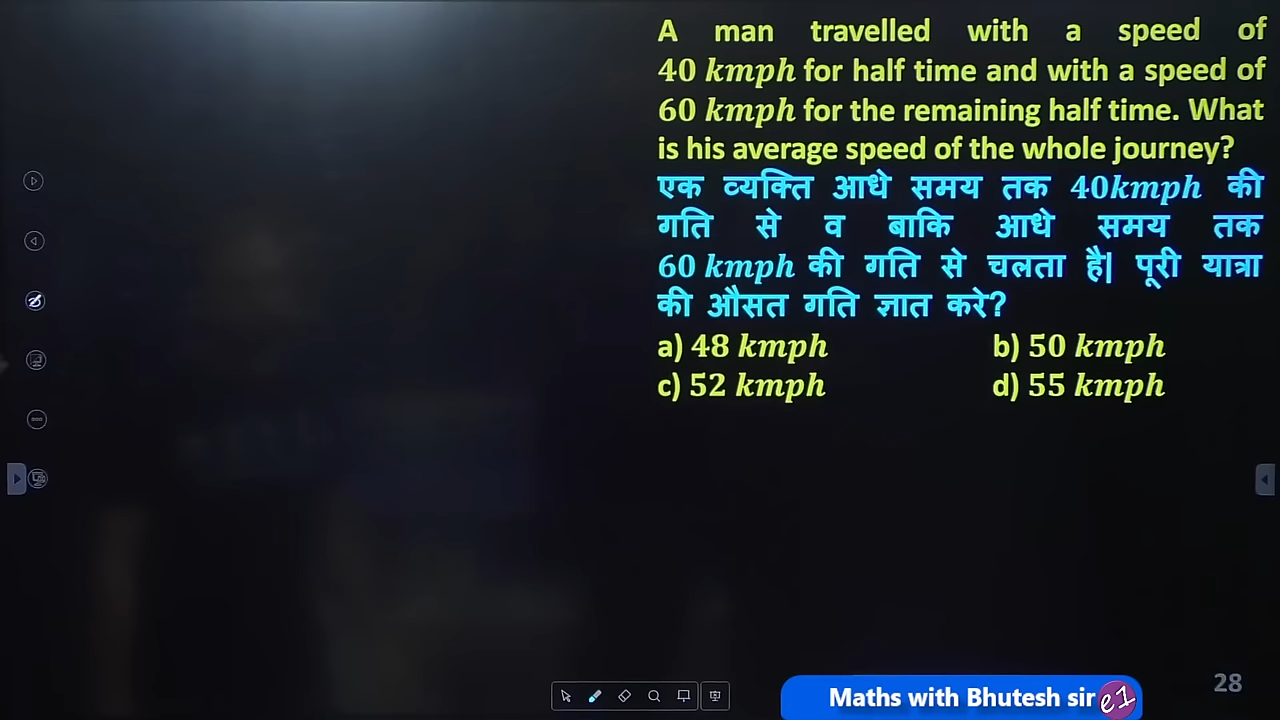 A man travelled with a speed of
40 kmph for half time and with a speed of
60 kmph for the remaining half time. What
is his average speed of the whole journey?
एक व्यक्ति आधे समय तक 40kmph की
गति से व बाकि आधे समय तक
60 kmph की गति से चलता है| पूरी यात्रा
की औसत गति ज्ञात करे?
a) 48 kmph b) 50 kmph
c) 52 kmph d) 55 kmph
Maths with Bhutesh sir e1
28